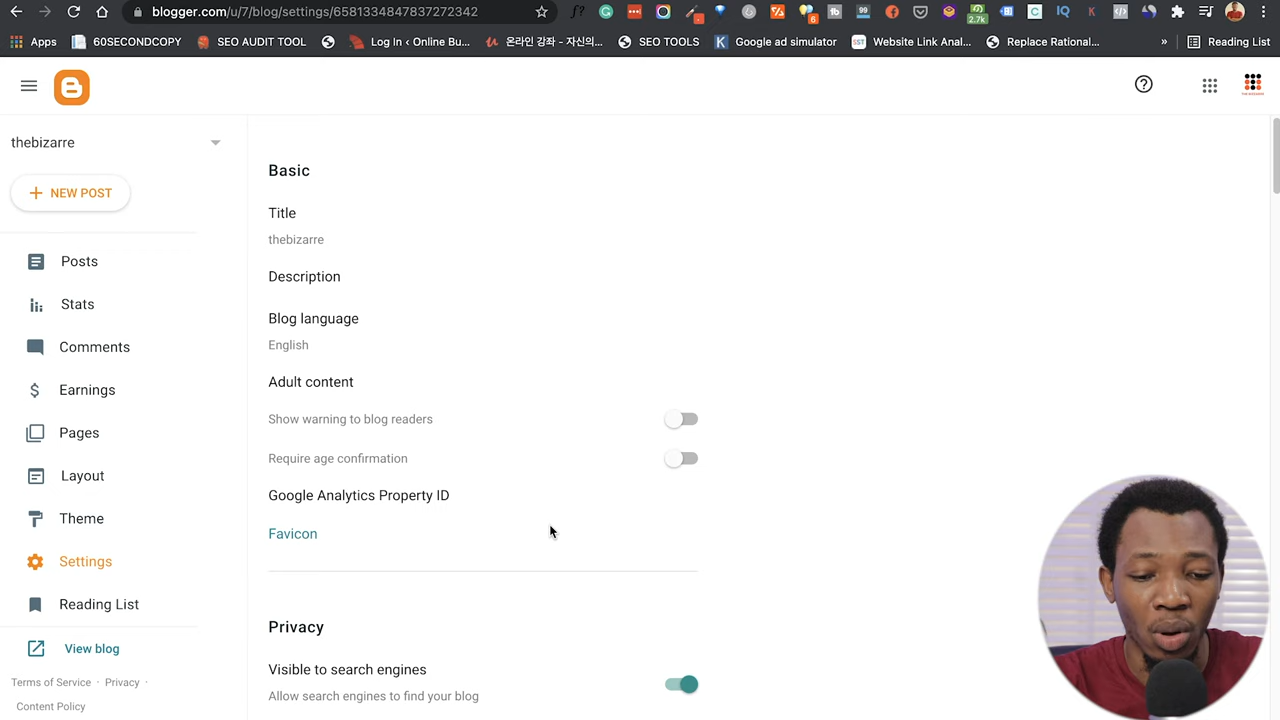 blogger.com/u/7/blog/settings/6581334847837272342
Apps 60SECONDCOPY SEO AUDIT TOOL Log In ‹ Online Bu... 온라인 강좌 - 자신의... SEO TOOLS Google ad simulator Website Link Anal... Replace Rational... » Reading List
thebizarre
+ NEW POST
Posts
Stats
Comments
Earnings
Pages
Layout
Theme
Settings
Reading List
View blog
Terms of Service · Privacy ·
Content Policy
Basic
Title
thebizarre
Description
Blog language
English
Adult content
Show warning to blog readers
Require age confirmation
Google Analytics Property ID
Favicon
Privacy
Visible to search engines
Allow search engines to find your blog